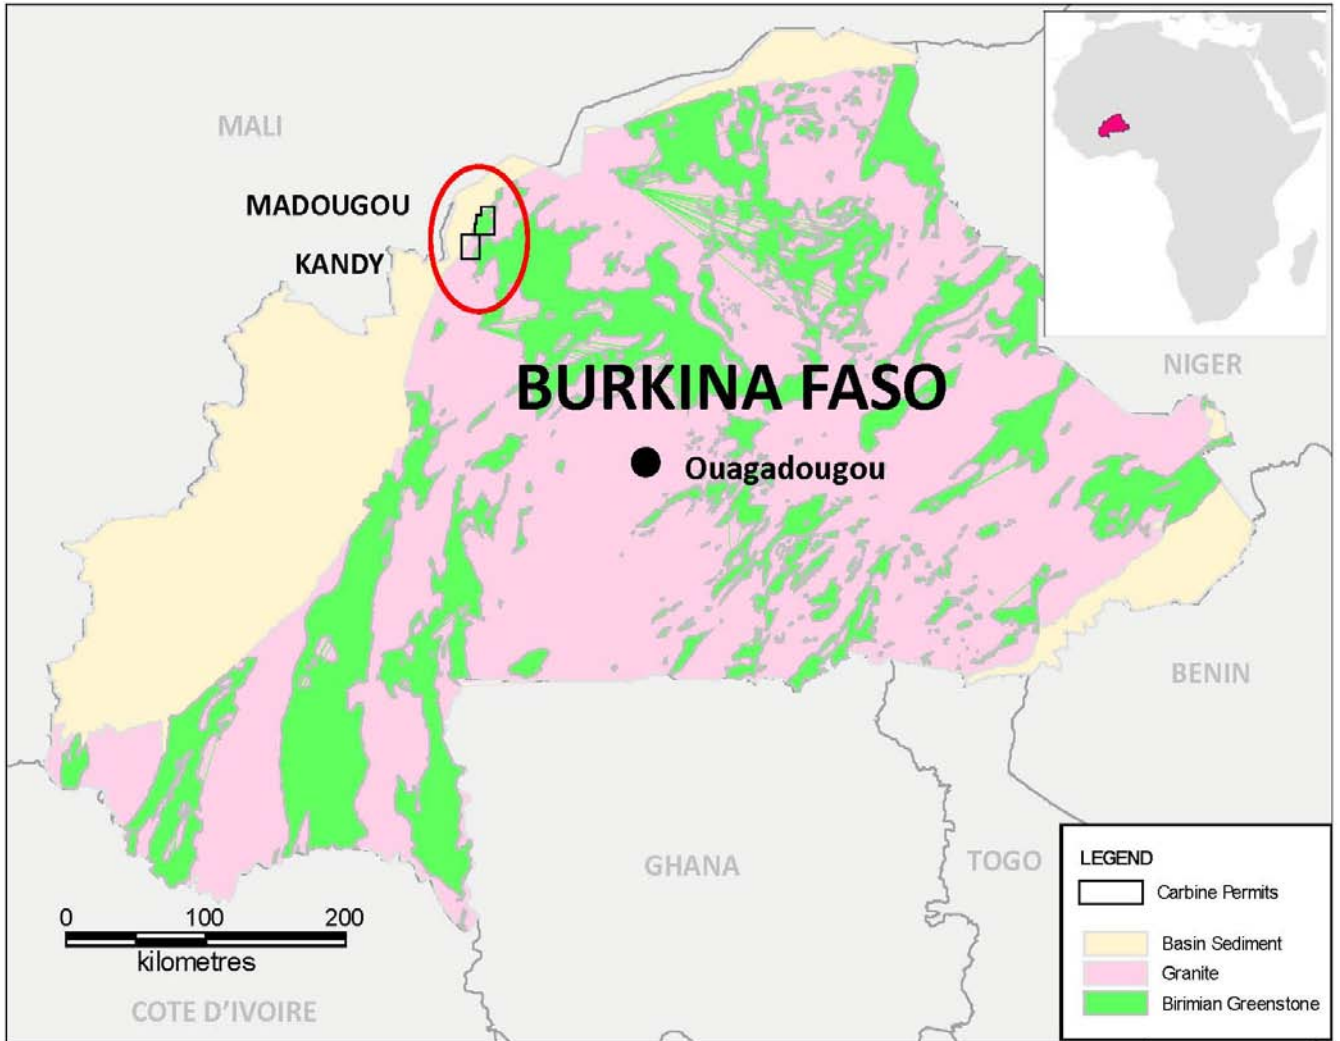 MALI
MADOUGOU
KANDY
BURKINA FASO
Ouagadougou
NIGER
BENIN
GHANA
TOGO
COTE D'IVOIRE
0 100 200
kilometres
LEGEND
Carbine Permits
Basin Sediment
Granite
Birimian Greenstone